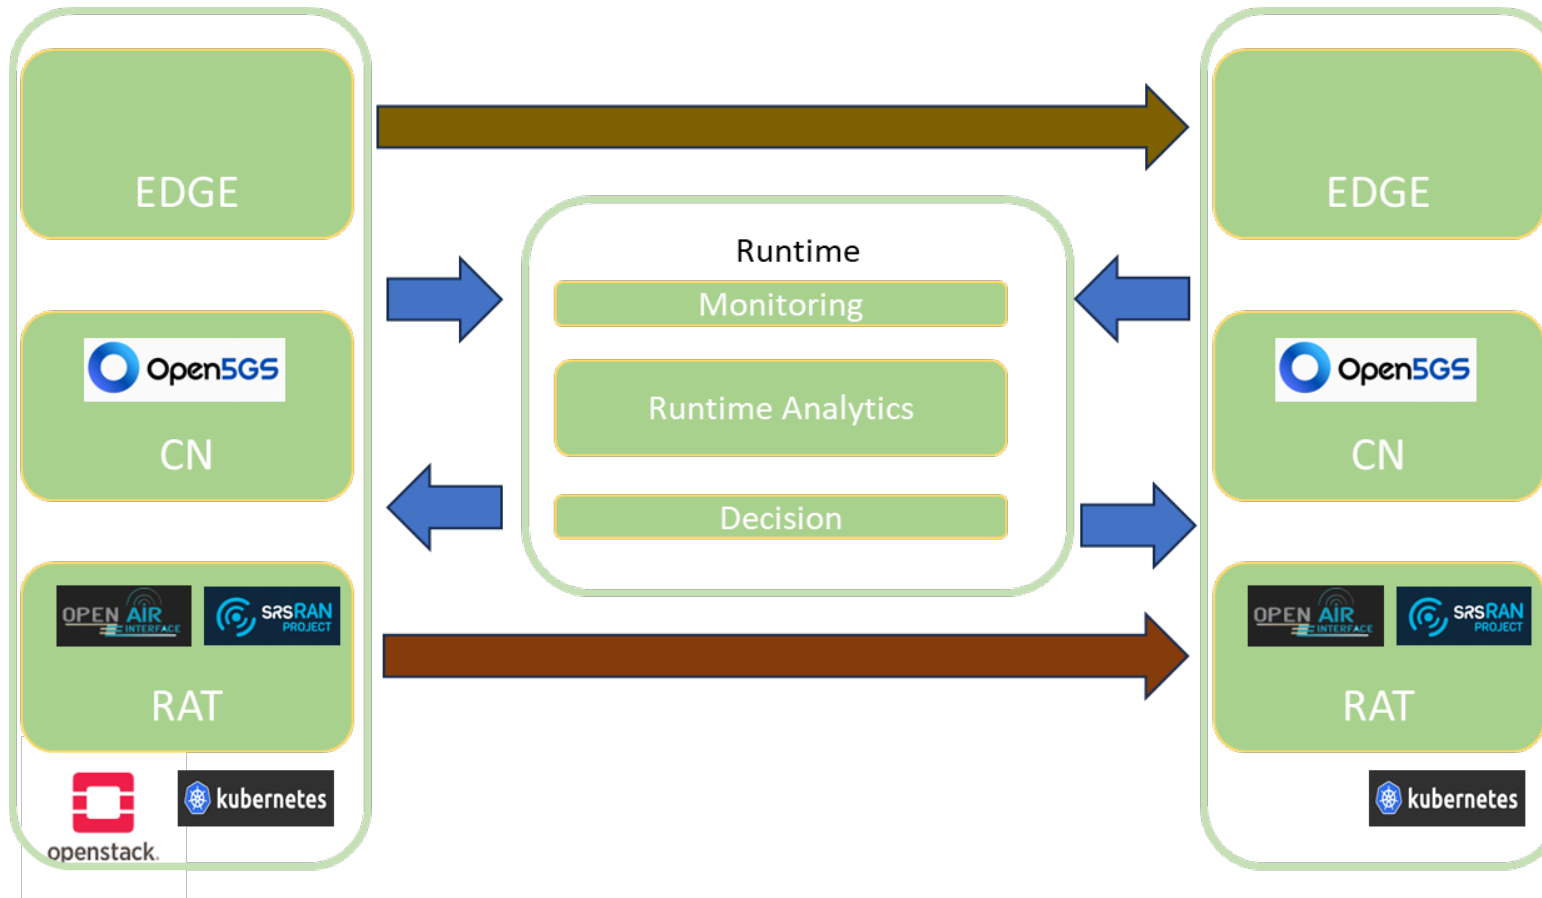 EDGE
Open5GS
CN
OPEN AIR
INTERFACE
srsRAN
PROJECT
RAT
openstack.
kubernetes
Runtime
Monitoring
Runtime Analytics
Decision
EDGE
Open5GS
CN
OPEN AIR
INTERFACE
srsRAN
PROJECT
RAT
kubernetes